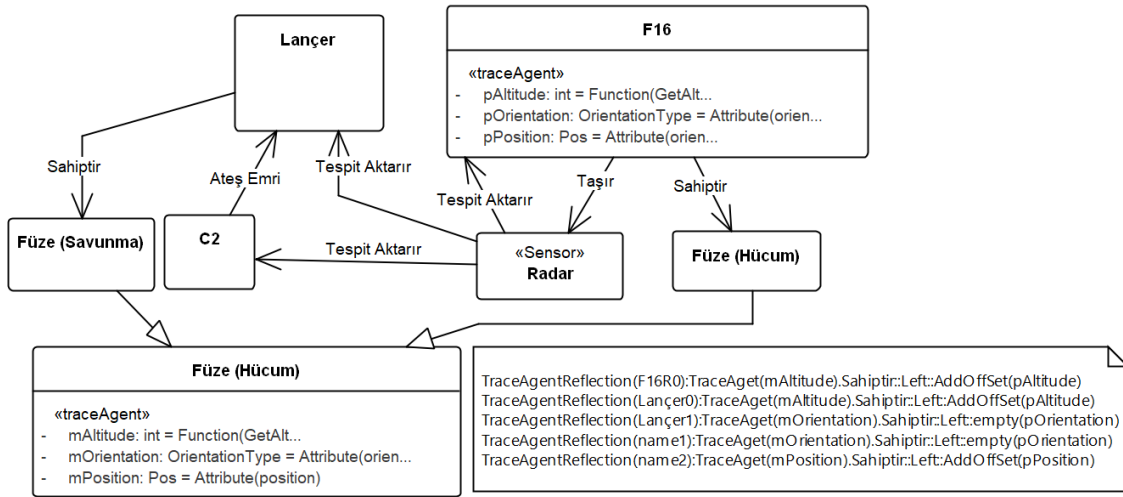 Lançer
F16
«traceAgent»
- pAltitude: int = Function(GetAlt...
- pOrientation: OrientationType = Attribute(orien...
- pPosition: Pos = Attribute(orien...
Sahiptir
Ateş Emri
Tespit Aktarır
Tespit Aktarır
Taşır
Sahiptir
Füze (Savunma)
C2
Tespit Aktarır
«Sensor»
Radar
Füze (Hücum)
Füze (Hücum)
«traceAgent»
- mAltitude: int = Function(GetAlt...
- mOrientation: OrientationType = Attribute(orien...
- mPosition: Pos = Attribute(position)
TraceAgentReflection(F16R0):TraceAget(mAltitude).Sahiptir::Left::AddOffSet(pAltitude)
TraceAgentReflection(Lançer0):TraceAget(mAltitude).Sahiptir::Left::AddOffSet(pAltitude)
TraceAgentReflection(Lançer1):TraceAget(mOrientation).Sahiptir::Left::empty(pOrientation)
TraceAgentReflection(name1):TraceAget(mOrientation).Sahiptir::Left::empty(pOrientation)
TraceAgentReflection(name2):TraceAget(mPosition).Sahiptir::Left::AddOffSet(pPosition)